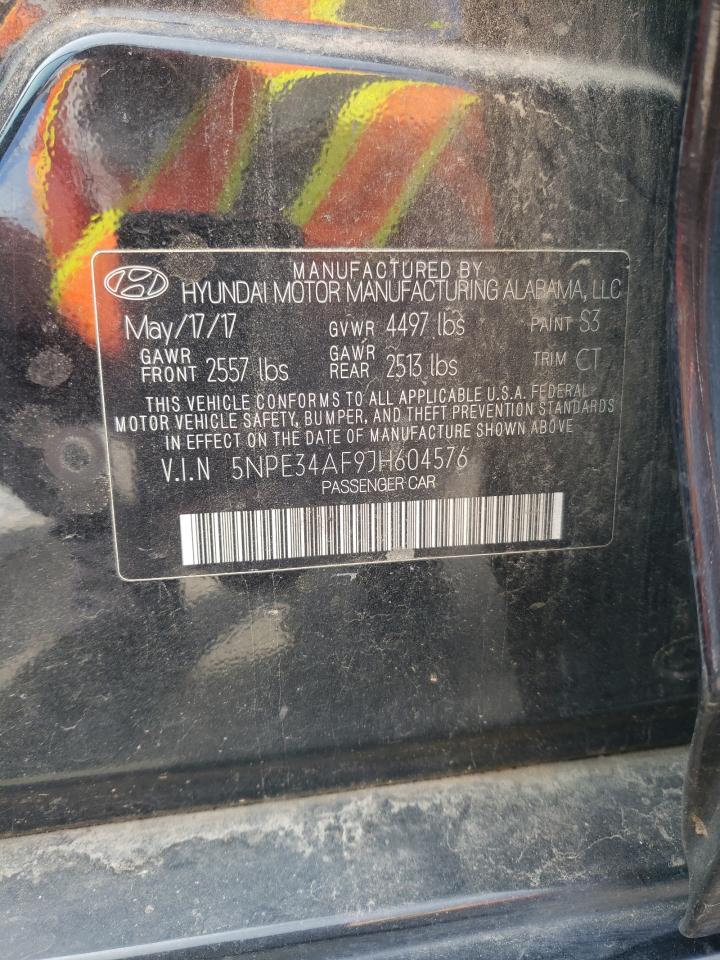 MANUFACTURED BY
HYUNDAI MOTOR MANUFACTURING ALABAMA, LLC
May/17/17 GVWR 4497 lbs PAINT S3
GAWR FRONT 2557 lbs GAWR REAR 2513 lbs TRIM CT
THIS VEHICLE CONFORMS TO ALL APPLICABLE U.S.A. FEDERAL
MOTOR VEHICLE SAFETY, BUMPER, AND THEFT PREVENTION STANDARDS
IN EFFECT ON THE DATE OF MANUFACTURE SHOWN ABOVE
V.I.N 5NPE34AF9JH604576
PASSENGER CAR